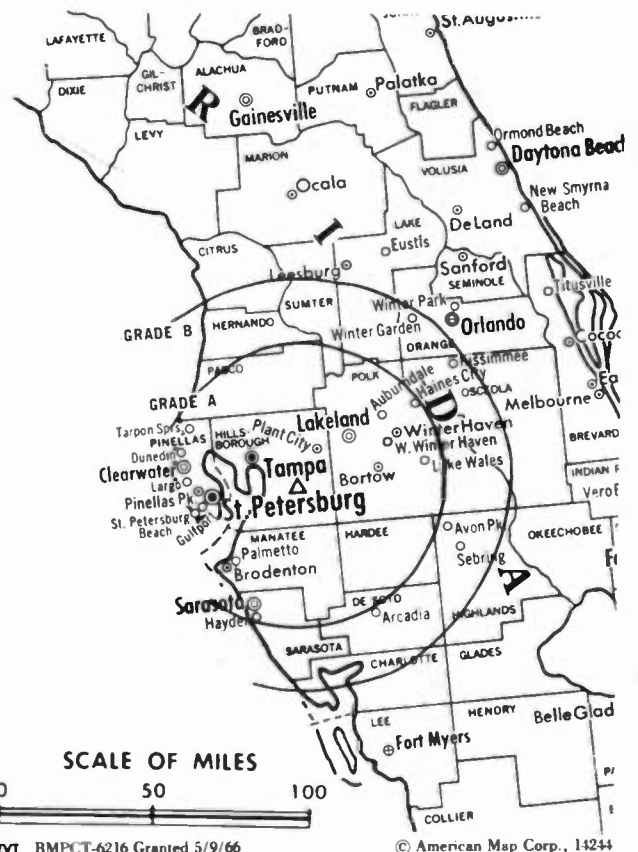 St. Augus
LAFAYETTE
BRAD-
FORD
ALACHUA
GIL-
CHRIST
DIXIE
PUTNAM
Palatka
R
Gainesville
FLAGLER
LEVY
Ormond Beach
Daytona Beach
MARION
VOLUSIA
Ocala
New Smyrna
Beach
LAKE
DeLand
I
Eustis
CITRUS
Leesburg
Sanford
SEMINOLE
SUMTER
Titusville
Winter Park
GRADE B
HERNANDO
Orlando
Winter Garden
ORANGE
Cocoa
PASCO
Kissimmee
POLK
Auburndale
Haines City
OSCEOLA
Ea
GRADE A
D
Melbourne
Tarpon Sprs.
PINELLAS
HILLS-
BOROUGH
Plant City
Lakeland
Winter Haven
BREVARD
Dunedin
W. Winter Haven
Clearwater
Tampa
Lake Wales
Bartow
INDIAN R
Largo
Pinellas Pk
St. Petersburg
Vero B
St. Petersburg
Beach
Gulfport
Avon Pk
MANATEE
HARDEE
OKEECHOBEE
Palmetto
Sebring
F
Brodenton
A
DE SOTO
Sarasota
Arcadia
HIGHLANDS
Hayden
SARASOTA
CHARLOTTE
GLADES
LEE
HENDRY
Belle Glad
Fort Myers
SCALE OF MILES
0 50 100
COLLIER
BMPCT-6216 Granted 5/9/66
© American Map Corp., 14244